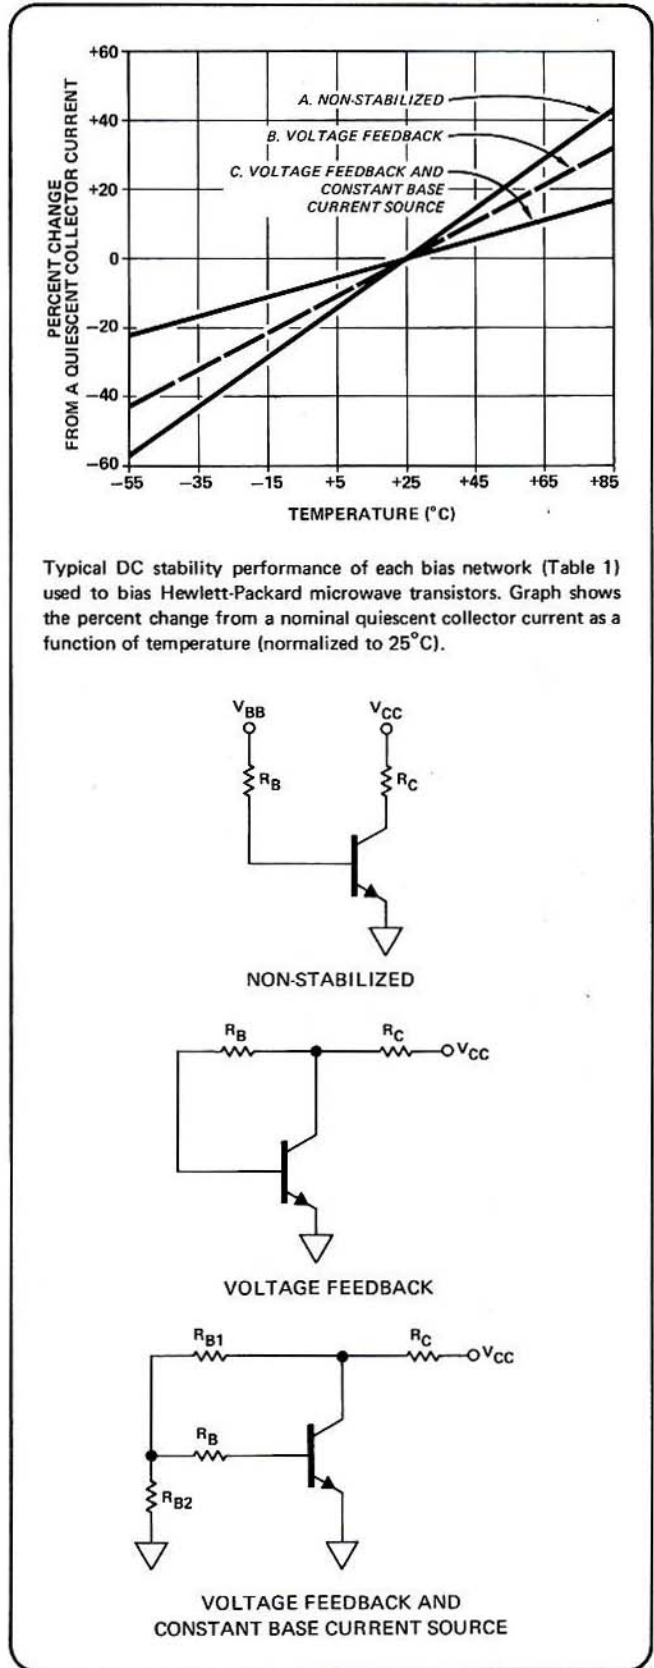 +60
+40
+20
0
−20
−40
−60
PERCENT CHANGE
FROM A QUIESCENT COLLECTOR CURRENT
A. NON-STABILIZED
B. VOLTAGE FEEDBACK
C. VOLTAGE FEEDBACK AND
CONSTANT BASE
CURRENT SOURCE
−55 −35 −15 +5 +25 +45 +65 +85
TEMPERATURE (°C)
Typical DC stability performance of each bias network (Table 1)
used to bias Hewlett-Packard microwave transistors. Graph shows
the percent change from a nominal quiescent collector current as a
function of temperature (normalized to 25°C).
VBB VCC
RB RC
NON-STABILIZED
RB RC VCC
VOLTAGE FEEDBACK
RB1 RC VCC
RB
RB2
VOLTAGE FEEDBACK AND
CONSTANT BASE CURRENT SOURCE